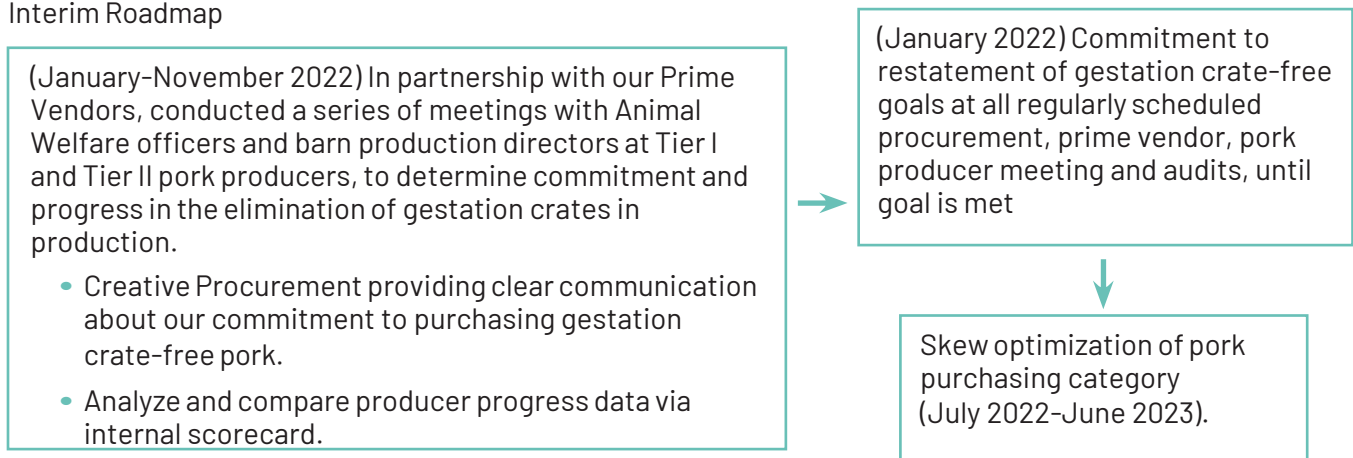 Interim Roadmap
(January-November 2022) In partnership with our Prime
Vendors, conducted a series of meetings with Animal
Welfare officers and barn production directors at Tier I
and Tier II pork producers, to determine commitment and
progress in the elimination of gestation crates in
production.
• Creative Procurement providing clear communication
about our commitment to purchasing gestation
crate-free pork.
• Analyze and compare producer progress data via
internal scorecard.
(January 2022) Commitment to
restatement of gestation crate-free
goals at all regularly scheduled
procurement, prime vendor, pork
producer meeting and audits, until
goal is met
Skew optimization of pork
purchasing category
(July 2022-June 2023).